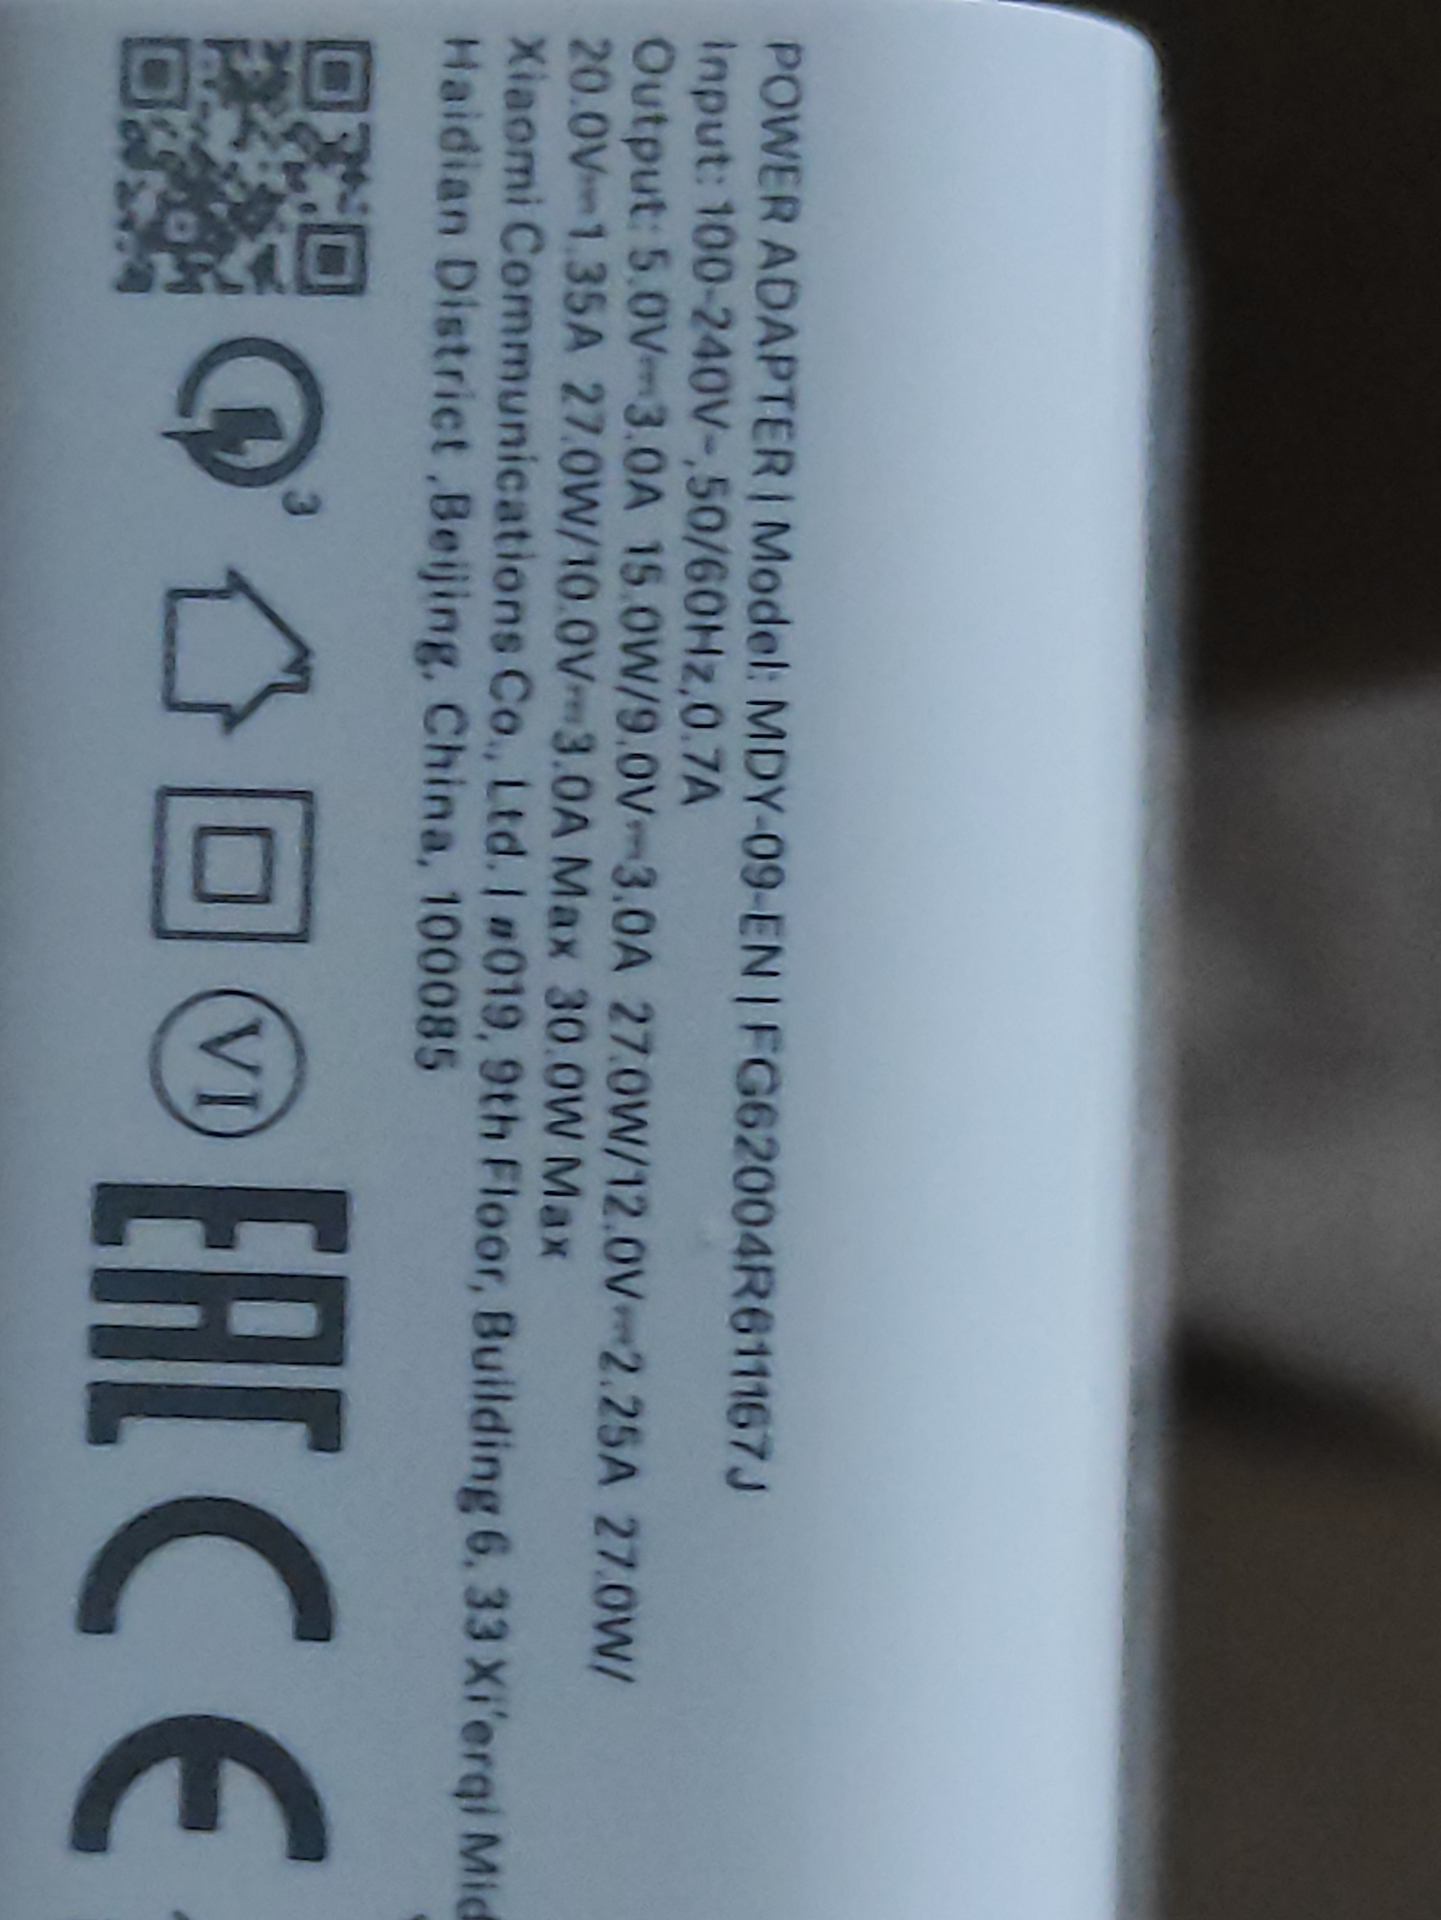 POWER ADAPTER | Model: MDY-09-EN | FG62004R61167J
Input: 100-240V~,50/60Hz,0.7A
Output: 5.0V⎓3.0A 15.0W/9.0V⎓3.0A 27.0W/12.0V⎓2.25A 27.0W/
20.0V⎓1.35A 27.0W/10.0V⎓3.0A Max 30.0W Max
Xiaomi Communications Co., Ltd. | #019, 9th Floor, Building 6, 33 Xi'erqi Mid
Haidian District ,Beijing, China, 100085
3 VI EAC CE